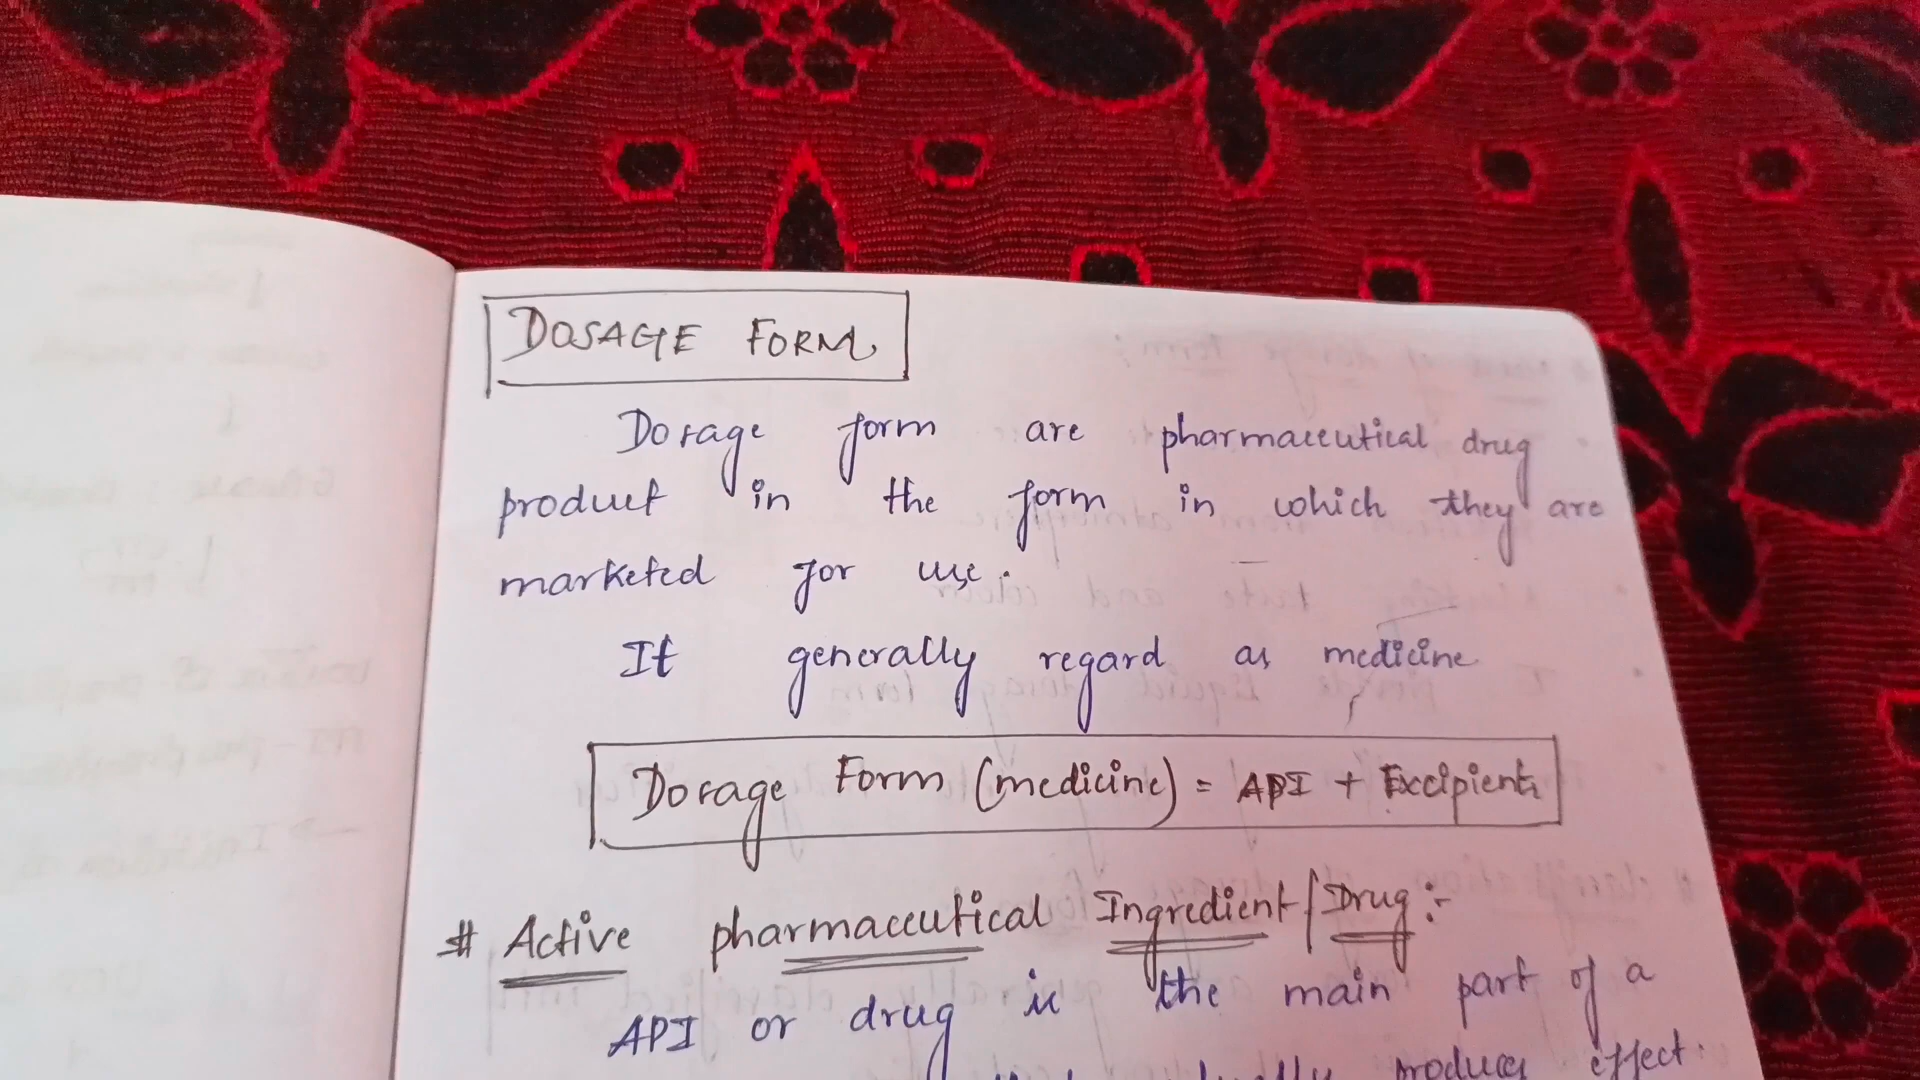 DOSAGE FORM
Dosage form are pharmaceutical drug
product in the form in which they are
marketed for use.
It generally regard as medicine
Dosage Form (medicine) = API + Excipients
# Active pharmaceutical Ingredient/Drug :-
API or drug is the main part of a
produces effect.